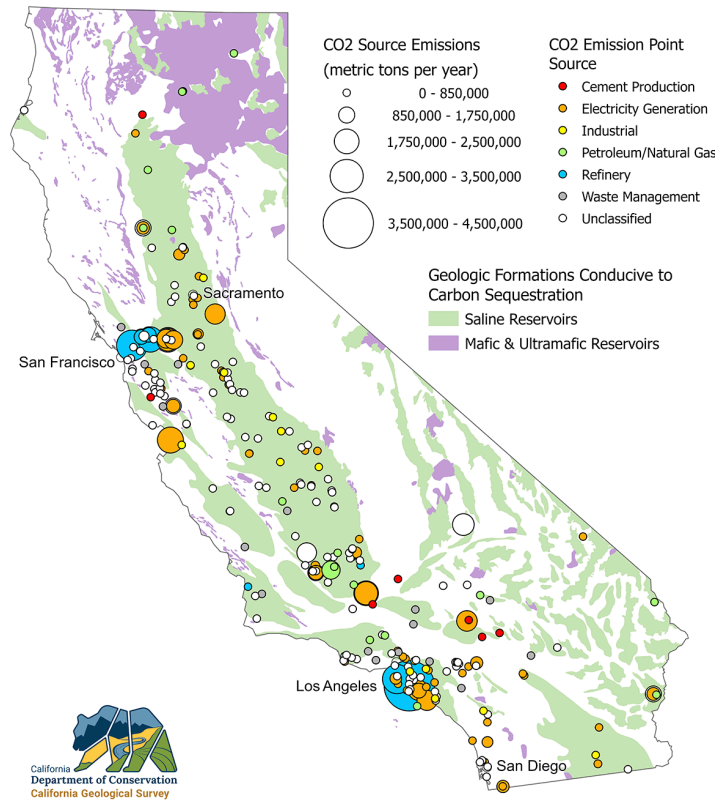 CO2 Source Emissions
(metric tons per year)
0 - 850,000
850,000 - 1,750,000
1,750,000 - 2,500,000
2,500,000 - 3,500,000
3,500,000 - 4,500,000
CO2 Emission Point
Source
Cement Production
Electricity Generation
Industrial
Petroleum/Natural Gas
Refinery
Waste Management
Unclassified
Geologic Formations Conducive to
Carbon Sequestration
Saline Reservoirs
Mafic & Ultramafic Reservoirs
Sacramento
San Francisco
Los Angeles
San Diego
California
Department of Conservation
California Geological Survey